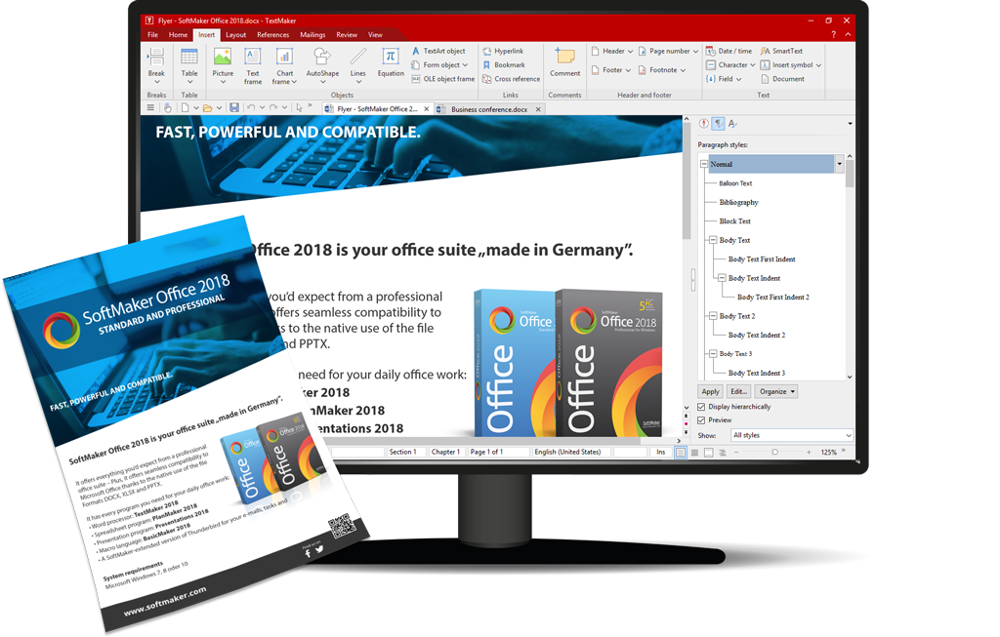 Flyer - SoftMaker Office 2018.docx - TextMaker
File Home Insert Layout References Mailings Review View
?
Break
Breaks
Table
Table
Picture
Text frame
Chart frame
AutoShape
Lines
Equation
TextArt object
Form object
OLE object frame
Objects
Hyperlink
Bookmark
Cross reference
Links
Comment
Comments
Header
Page number
Footer
Footnote
Header and footer
Date / time
SmartText
Character
Insert symbol
Field
Document
Text
Flyer - SoftMaker Office 2...
Business conference.docx
FAST, POWERFUL AND COMPATIBLE.
Office 2018 is your office suite „made in Germany”.
you’d expect from a professional
offers seamless compatibility to
ks to the native use of the file
nd PPTX.
need for your daily office work:
ker 2018
nMaker 2018
sentations 2018
SoftMaker
Office
Office
SoftMaker
Office 2018
Professional for Windows
5
Office
Paragraph styles:
Normal
Balloon Text
Bibliography
Block Text
Body Text
Body Text First Indent
Body Text Indent
Body Text First Indent 2
Body Text 2
Body Text Indent 2
Body Text 3
Body Text Indent 3
Apply Edit... Organize
Display hierarchically
Preview
Show: All styles
Section 1 Chapter 1 Page 1 of 1 English (United States) Ins 125%
SoftMaker Office 2018
STANDARD AND PROFESSIONAL
FAST, POWERFUL AND COMPATIBLE.
SoftMaker Office 2018 is your office suite „made in Germany”.
It offers everything you’d expect from a professional
office suite – Plus, it offers seamless compatibility to
Microsoft Office thanks to the native use of the file
Formats DOCX, XLSX and PPTX.
It has every program you need for your daily office work:
• Word processor: TextMaker 2018
• Spreadsheet program: PlanMaker 2018
• Presentation program: Presentations 2018
• Macro language: BasicMaker 2018
• A SoftMaker-extended version of Thunderbird for your e-mails, tasks and
Office
Office
System requirements
Microsoft Windows 7, 8 oder 10
www.softmaker.com